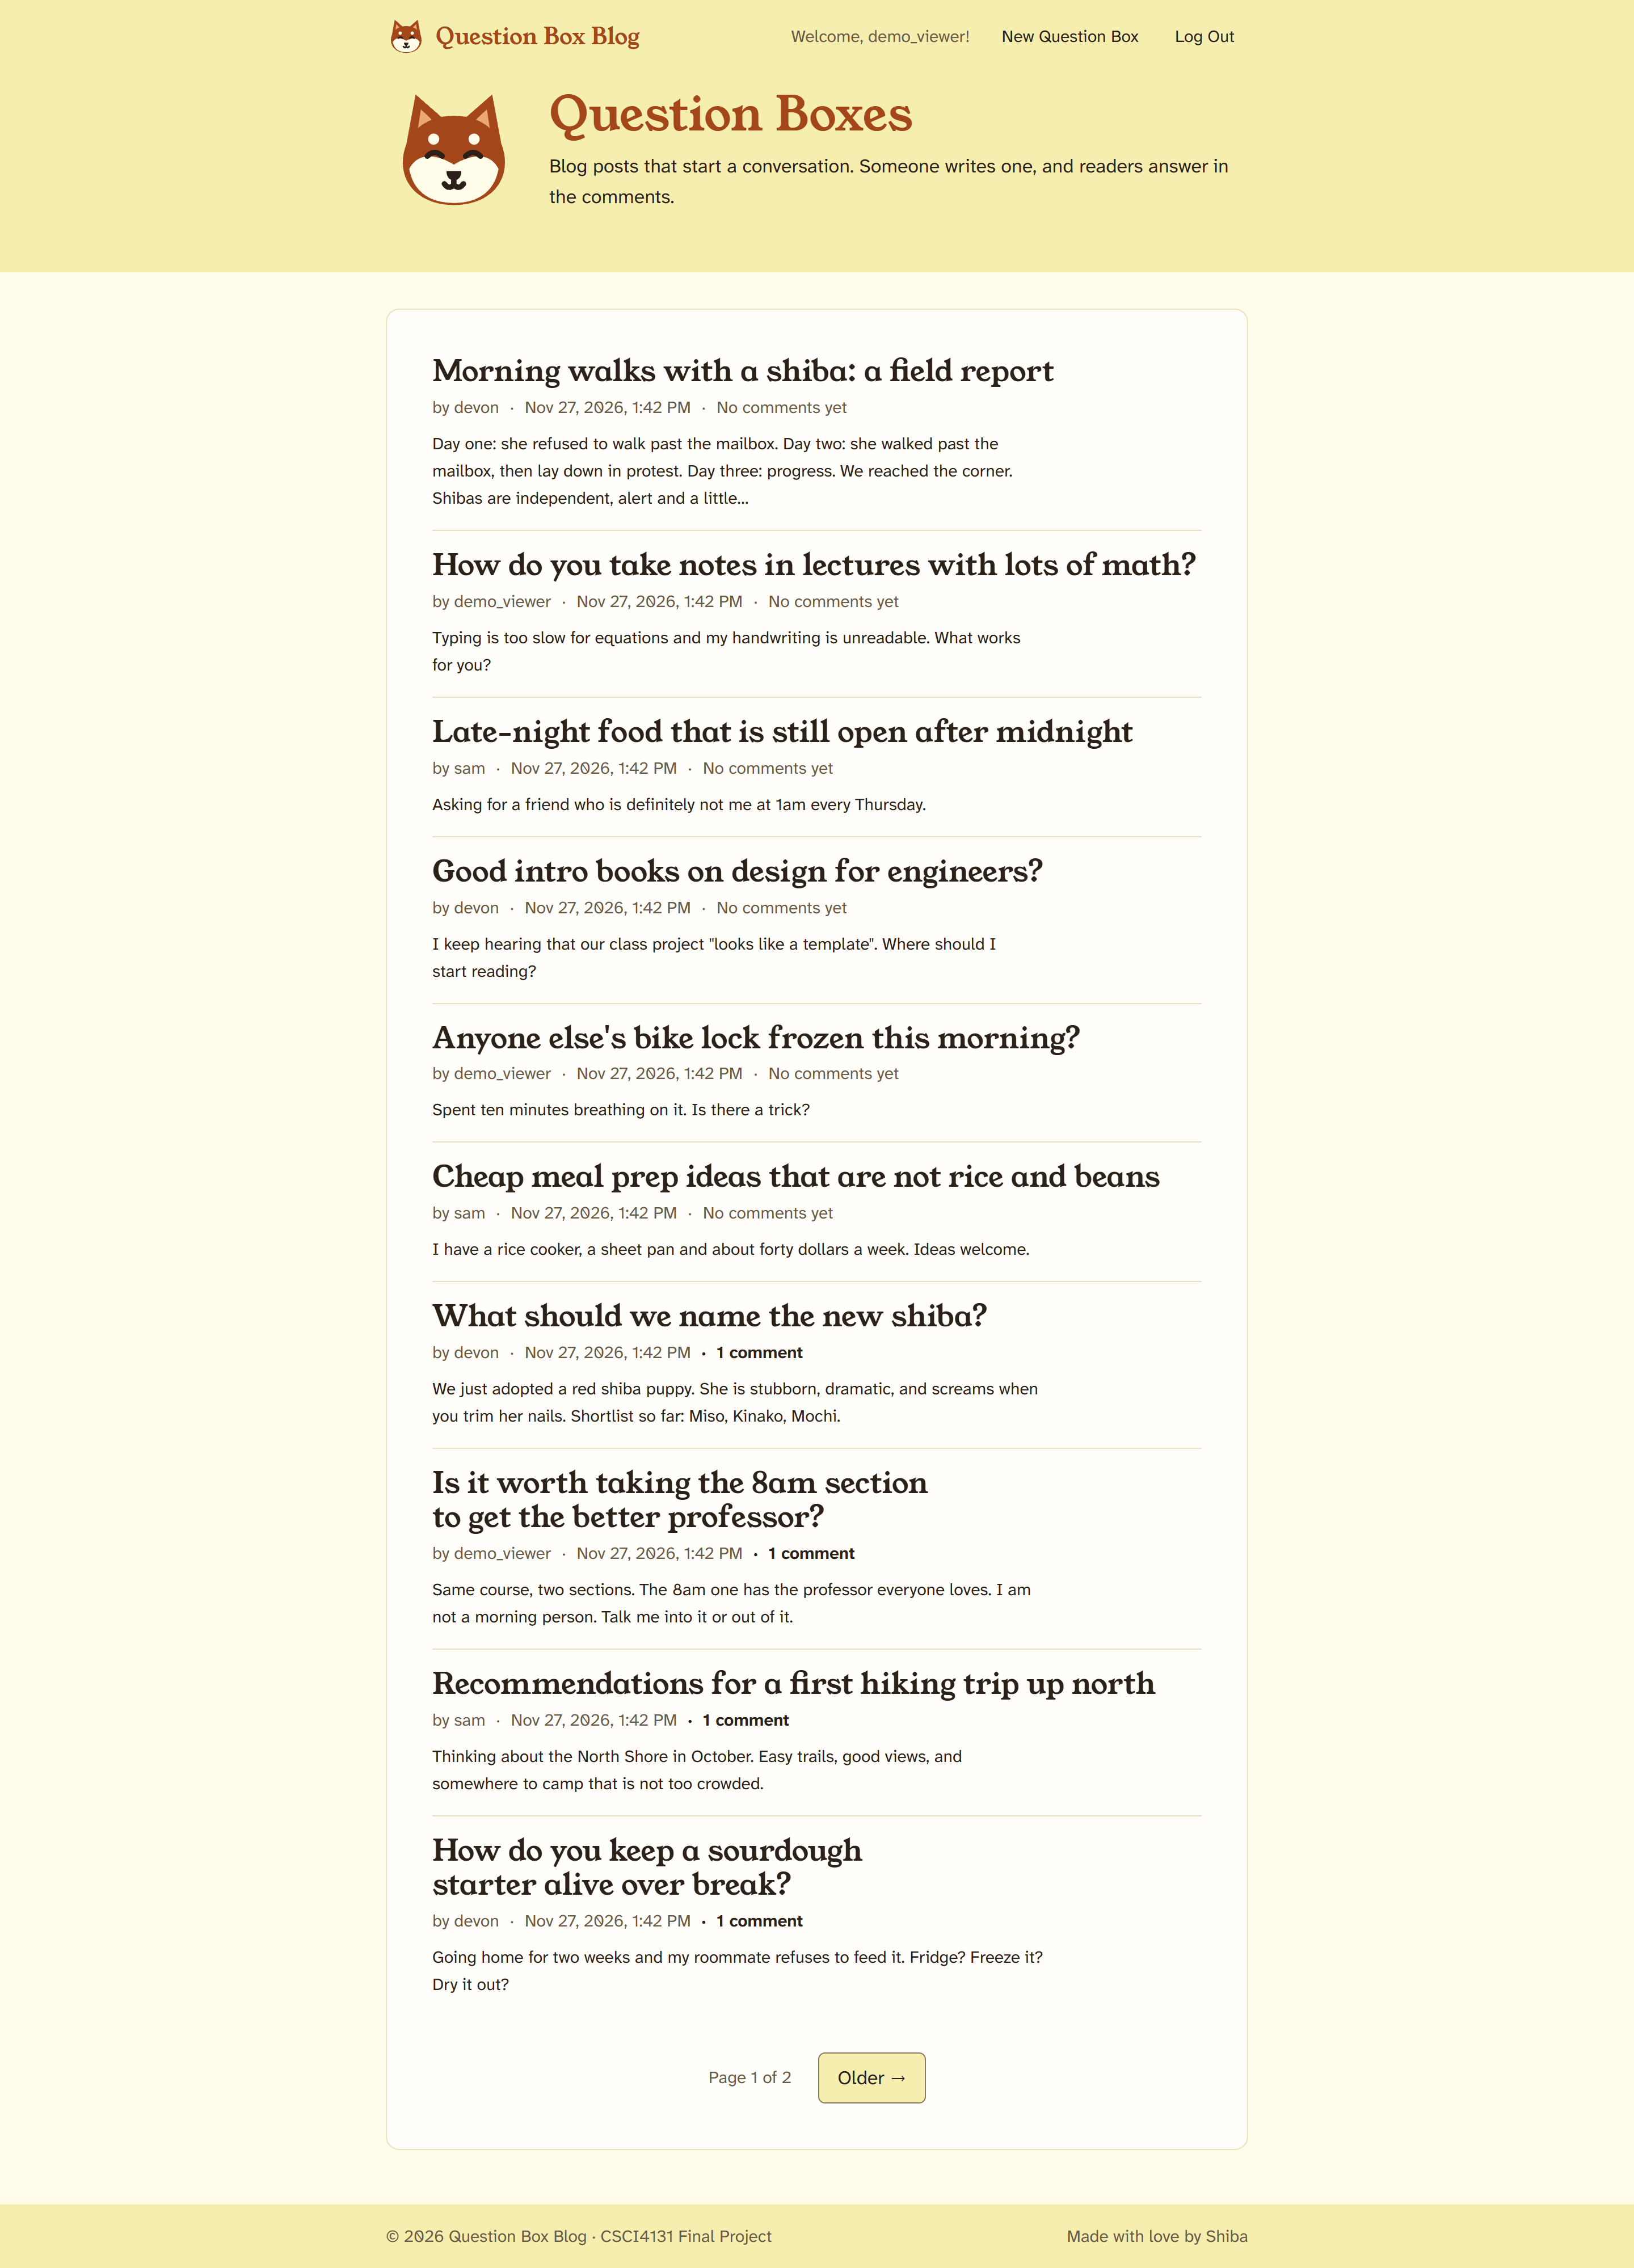 Question Box Blog
Welcome, demo_viewer!
New Question Box
Log Out
Question Boxes
Blog posts that start a conversation. Someone writes one, and readers answer in
the comments.
Morning walks with a shiba: a field report
by devon · Nov 27, 2026, 1:42 PM · No comments yet
Day one: she refused to walk past the mailbox. Day two: she walked past the
mailbox, then lay down in protest. Day three: progress. We reached the corner.
Shibas are independent, alert and a little...
How do you take notes in lectures with lots of math?
by demo_viewer · Nov 27, 2026, 1:42 PM · No comments yet
Typing is too slow for equations and my handwriting is unreadable. What works
for you?
Late-night food that is still open after midnight
by sam · Nov 27, 2026, 1:42 PM · No comments yet
Asking for a friend who is definitely not me at 1am every Thursday.
Good intro books on design for engineers?
by devon · Nov 27, 2026, 1:42 PM · No comments yet
I keep hearing that our class project "looks like a template". Where should I
start reading?
Anyone else's bike lock frozen this morning?
by demo_viewer · Nov 27, 2026, 1:42 PM · No comments yet
Spent ten minutes breathing on it. Is there a trick?
Cheap meal prep ideas that are not rice and beans
by sam · Nov 27, 2026, 1:42 PM · No comments yet
I have a rice cooker, a sheet pan and about forty dollars a week. Ideas welcome.
What should we name the new shiba?
by devon · Nov 27, 2026, 1:42 PM · 1 comment
We just adopted a red shiba puppy. She is stubborn, dramatic, and screams when
you trim her nails. Shortlist so far: Miso, Kinako, Mochi.
Is it worth taking the 8am section
to get the better professor?
by demo_viewer · Nov 27, 2026, 1:42 PM · 1 comment
Same course, two sections. The 8am one has the professor everyone loves. I am
not a morning person. Talk me into it or out of it.
Recommendations for a first hiking trip up north
by sam · Nov 27, 2026, 1:42 PM · 1 comment
Thinking about the North Shore in October. Easy trails, good views, and
somewhere to camp that is not too crowded.
How do you keep a sourdough
starter alive over break?
by devon · Nov 27, 2026, 1:42 PM · 1 comment
Going home for two weeks and my roommate refuses to feed it. Fridge? Freeze it?
Dry it out?
Page 1 of 2
Older →
© 2026 Question Box Blog · CSCI4131 Final Project
Made with love by Shiba